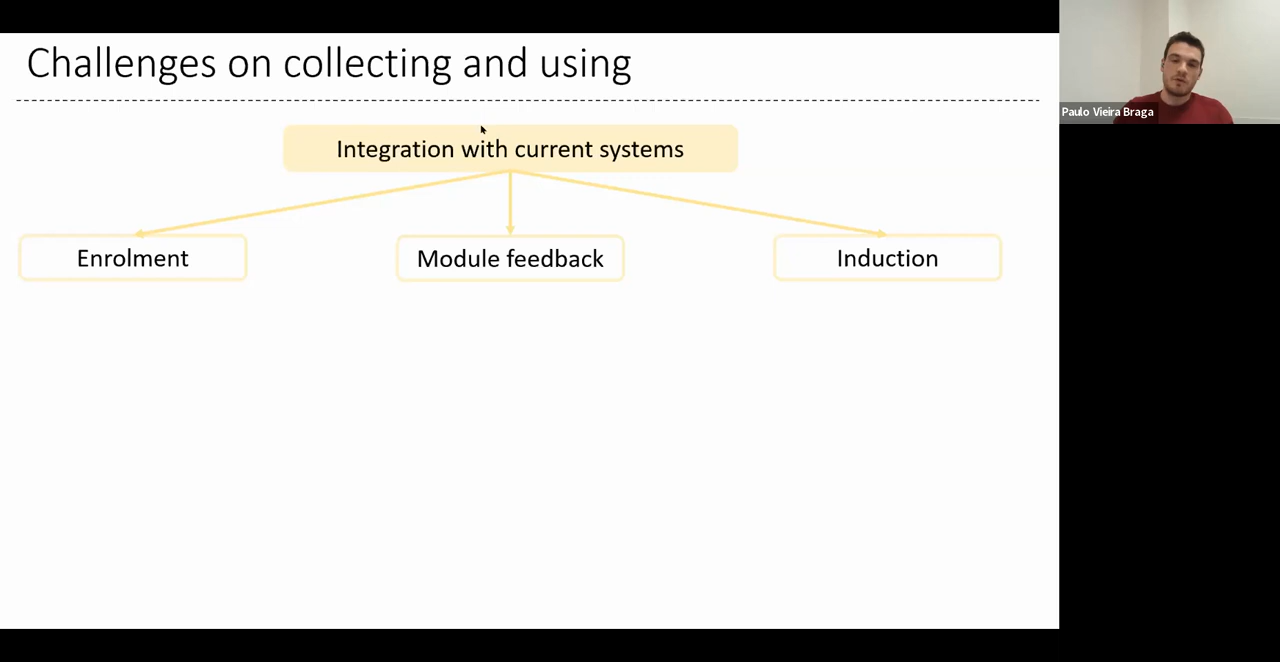 Challenges on collecting and using
Integration with current systems
Enrolment
Module feedback
Induction
Paulo Vieira Braga